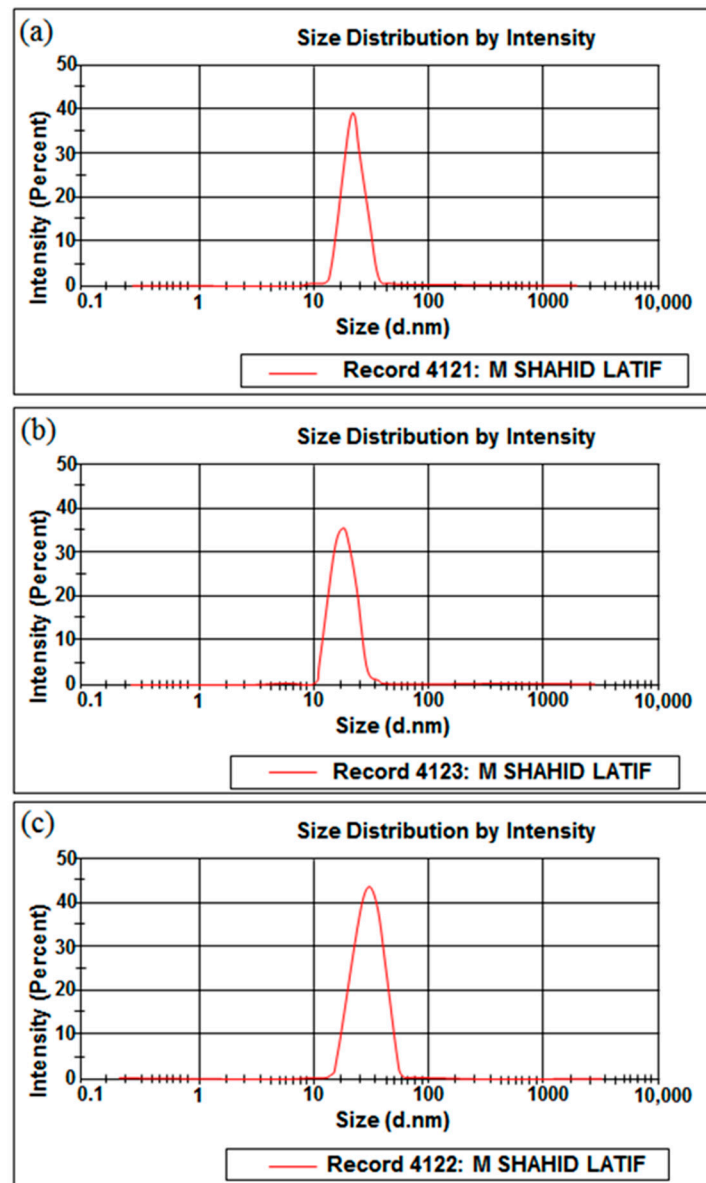 (a)
Size Distribution by Intensity
Intensity (Percent)
50
40
30
20
10
0
0.1 1 10 100 1000 10,000
Size (d.nm)
Record 4121: M SHAHID LATIF
(b)
Size Distribution by Intensity
Intensity (Percent)
50
40
30
20
10
0
0.1 1 10 100 1000 10,000
Size (d.nm)
Record 4123: M SHAHID LATIF
(c)
Size Distribution by Intensity
Intensity (Percent)
50
40
30
20
10
0
0.1 1 10 100 1000 10,000
Size (d.nm)
Record 4122: M SHAHID LATIF